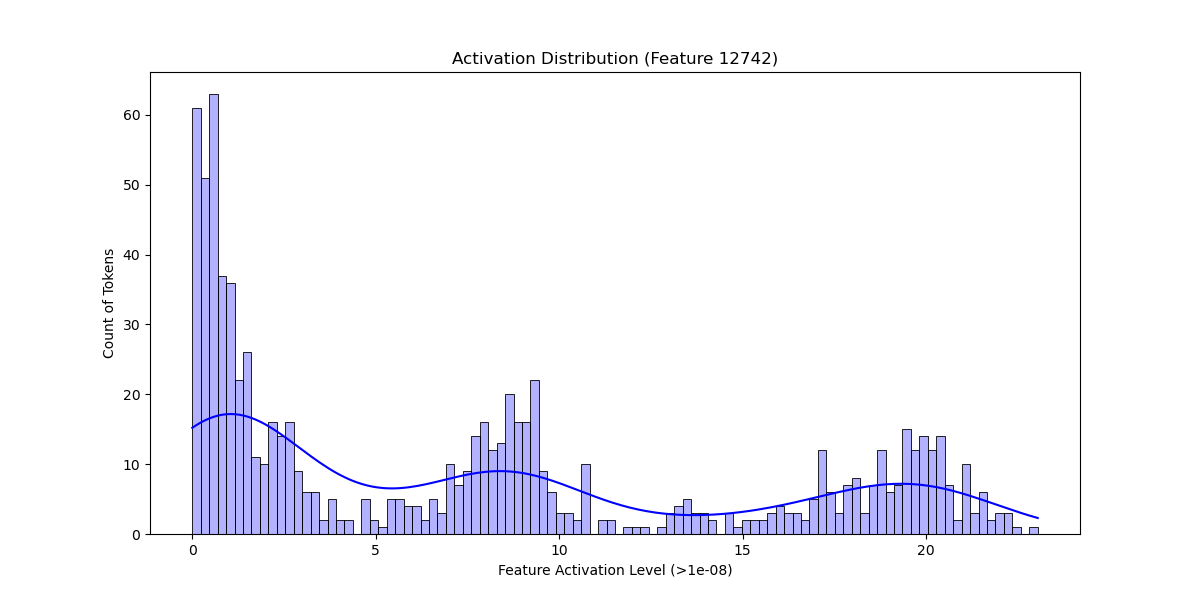 Activation Distribution (Feature 12742)
Count of Tokens
60
50
40
30
20
10
0
0 5 10 15 20
Feature Activation Level (>1e-08)